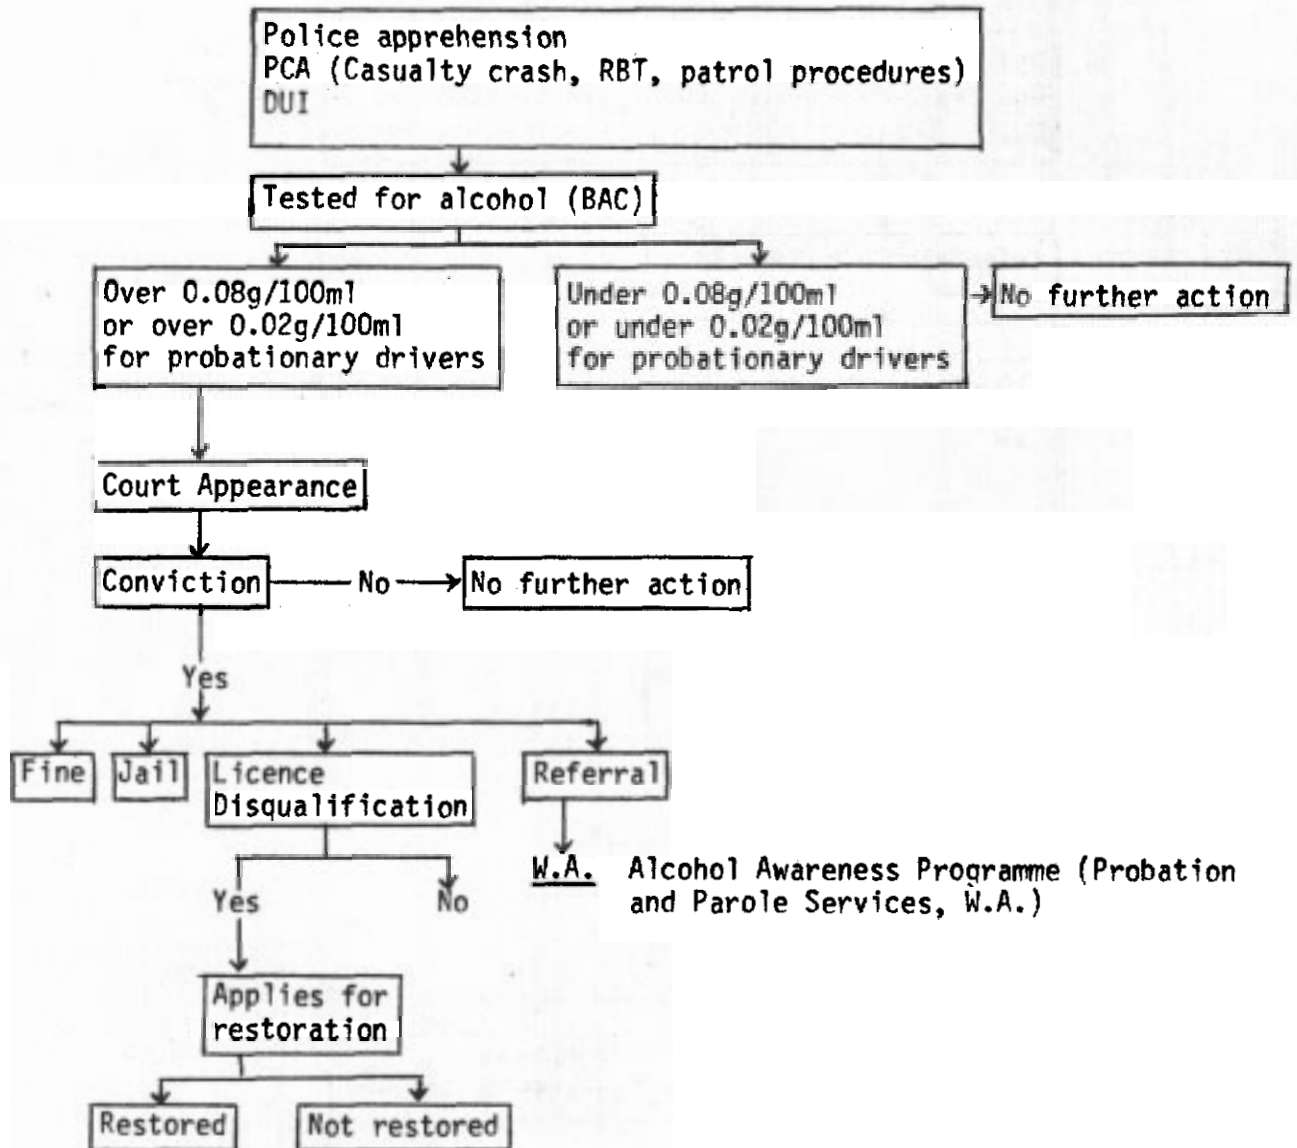 Police apprehension
PCA (Casualty crash, RBT, patrol procedures)
DUI
Tested for alcohol (BAC)
Over 0.08g/100ml
or over 0.02g/100ml
for probationary drivers
Under 0.08g/100ml
or under 0.02g/100ml
for probationary drivers
No further action
Court Appearance
Conviction
No
No further action
Yes
Fine
Jail
Licence
Disqualification
Referral
W.A. Alcohol Awareness Programme (Probation
and Parole Services, W.A.)
Yes
No
Applies for
restoration
Restored
Not restored